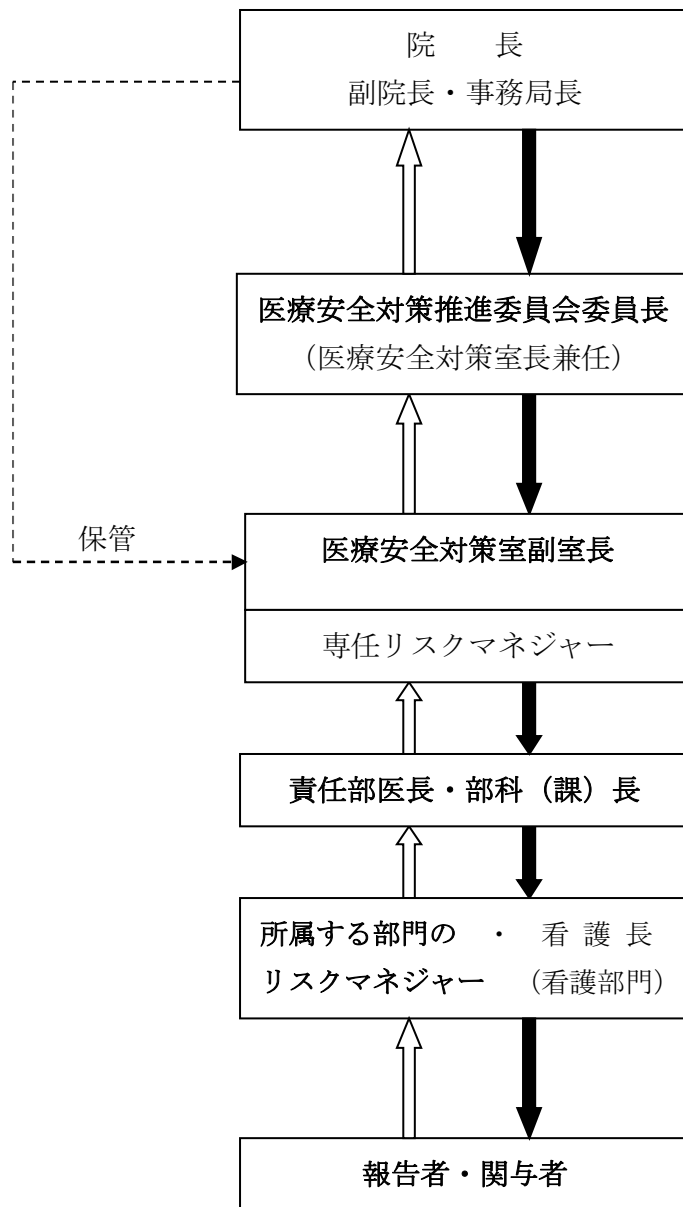 院　　長
副院長・事務局長
医療安全対策推進委員会委員長
（医療安全対策室長兼任）
保管
医療安全対策室副室長
専任リスクマネジャー
責任部医長・部科（課）長
所属する部門の　・　看 護 長
リスクマネジャー　（看護部門）
報告者・関与者